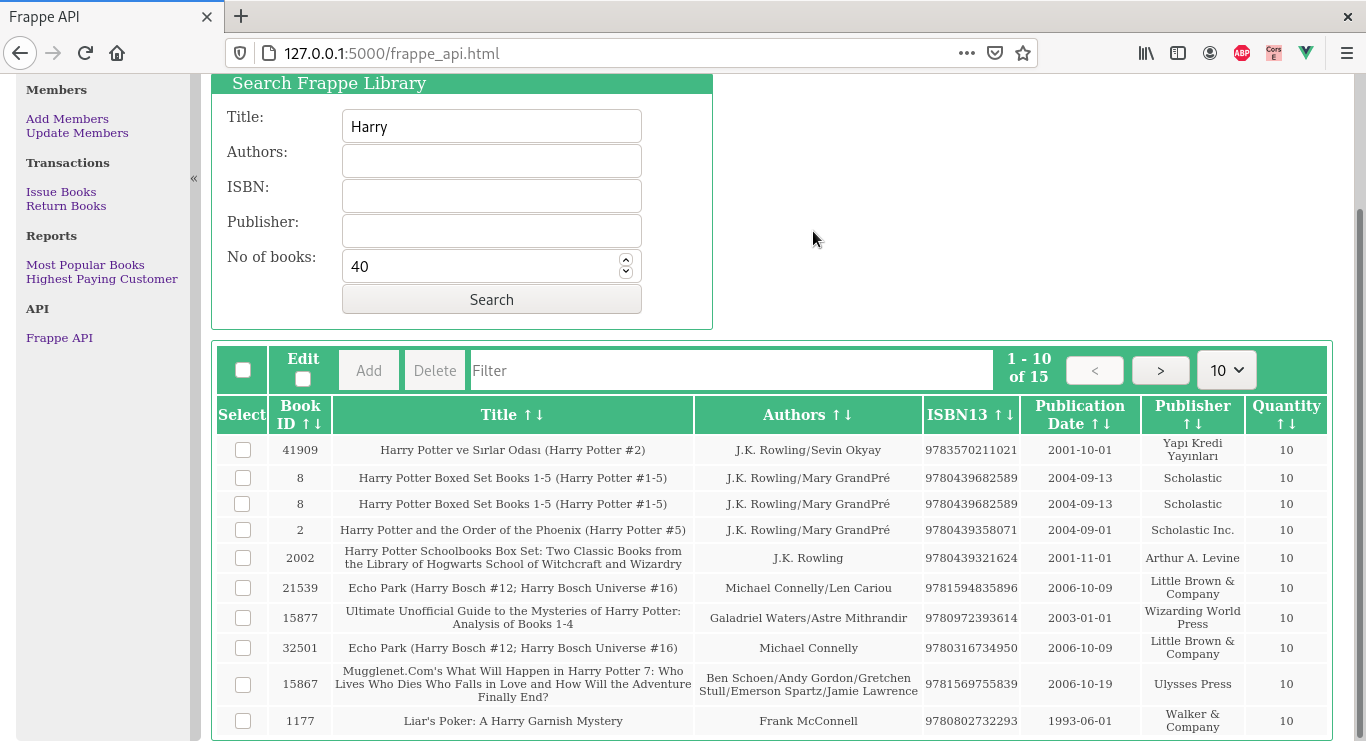 Frappe API
127.0.0.1:5000/frappe_api.html
ABP
Cors
E
Members
Add Members
Update Members
Transactions
Issue Books
Return Books
Reports
Most Popular Books
Highest Paying Customer
API
Frappe API
«
Search Frappe Library
Title: Harry
Authors:
ISBN:
Publisher:
No of books: 40
Search
Edit Add Delete Filter 1 - 10 of 15 < > 10
Select Book ID ↑↓ Title ↑↓ Authors ↑↓ ISBN13 ↑↓ Publication Date ↑↓ Publisher ↑↓ Quantity ↑↓
41909 Harry Potter ve Sırlar Odası (Harry Potter #2) J.K. Rowling/Sevin Okyay 9783570211021 2001-10-01 Yapı Kredi Yayınları 10
8 Harry Potter Boxed Set Books 1-5 (Harry Potter #1-5) J.K. Rowling/Mary GrandPré 9780439682589 2004-09-13 Scholastic 10
8 Harry Potter Boxed Set Books 1-5 (Harry Potter #1-5) J.K. Rowling/Mary GrandPré 9780439682589 2004-09-13 Scholastic 10
2 Harry Potter and the Order of the Phoenix (Harry Potter #5) J.K. Rowling/Mary GrandPré 9780439358071 2004-09-01 Scholastic Inc. 10
2002 Harry Potter Schoolbooks Box Set: Two Classic Books from the Library of Hogwarts School of Witchcraft and Wizardry J.K. Rowling 9780439321624 2001-11-01 Arthur A. Levine 10
21539 Echo Park (Harry Bosch #12; Harry Bosch Universe #16) Michael Connelly/Len Cariou 9781594835896 2006-10-09 Little Brown & Company 10
15877 Ultimate Unofficial Guide to the Mysteries of Harry Potter: Analysis of Books 1-4 Galadriel Waters/Astre Mithrandir 9780972393614 2003-01-01 Wizarding World Press 10
32501 Echo Park (Harry Bosch #12; Harry Bosch Universe #16) Michael Connelly 9780316734950 2006-10-09 Little Brown & Company 10
15867 Mugglenet.Com's What Will Happen in Harry Potter 7: Who Lives Who Dies Who Falls in Love and How Will the Adventure Finally End? Ben Schoen/Andy Gordon/Gretchen Stull/Emerson Spartz/Jamie Lawrence 9781569755839 2006-10-19 Ulysses Press 10
1177 Liar's Poker: A Harry Garnish Mystery Frank McConnell 9780802732293 1993-06-01 Walker & Company 10